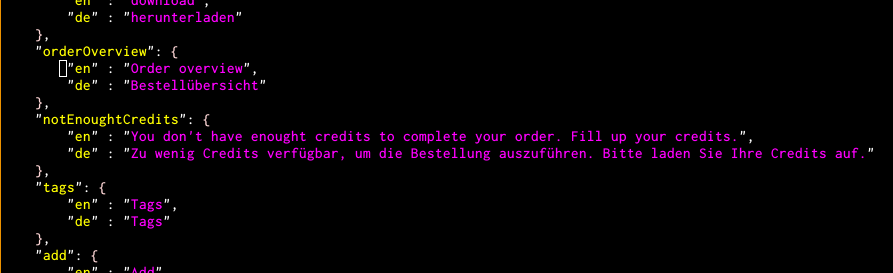 "en" : "download",
"de" : "herunterladen"
},
"orderOverview": {
"en" : "Order overview",
"de" : "Bestellübersicht"
},
"notEnoughtCredits": {
"en" : "You don't have enought credits to complete your order. Fill up your credits.",
"de" : "Zu wenig Credits verfügbar, um die Bestellung auszuführen. Bitte laden Sie Ihre Credits auf."
},
"tags": {
"en" : "Tags",
"de" : "Tags"
},
"add": {
"en" : "Add"